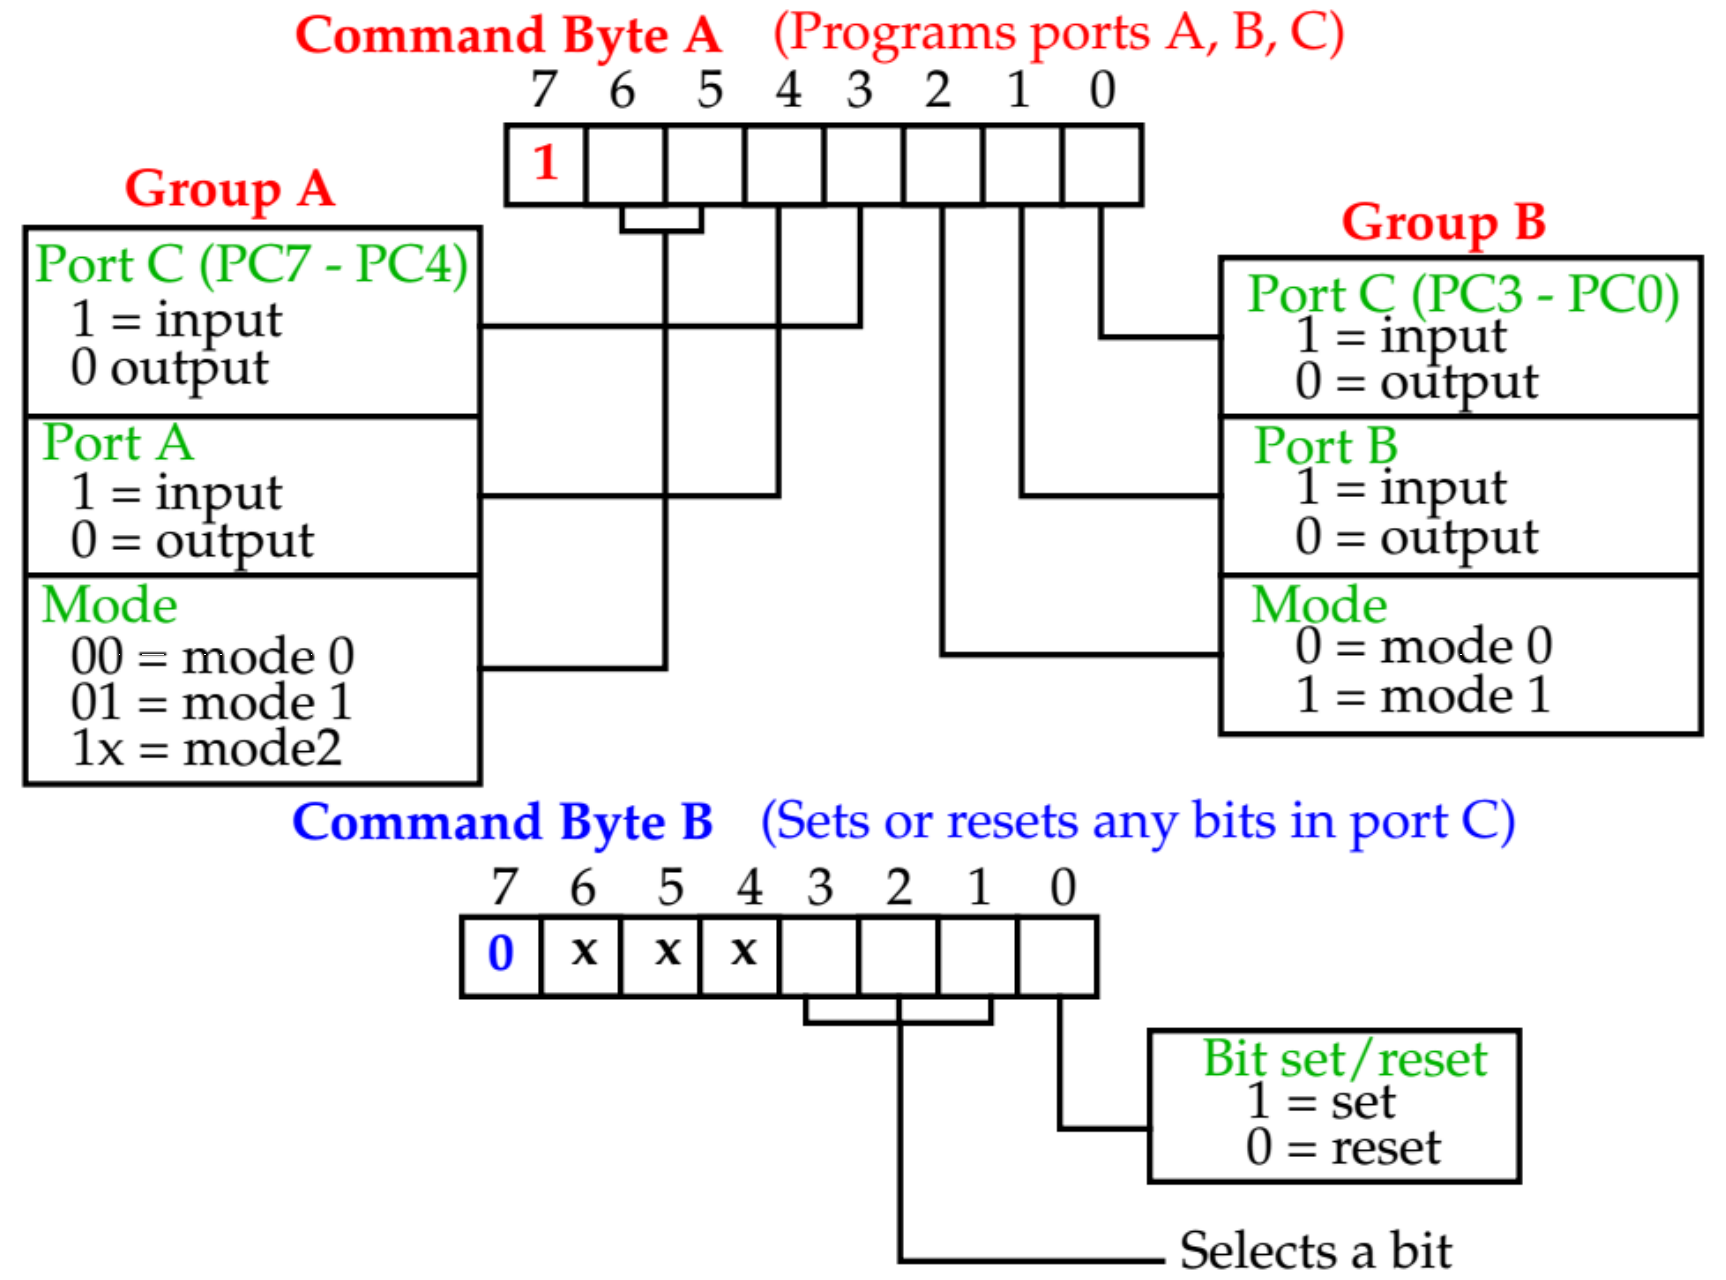 Command Byte A (Programs ports A, B, C)
7 6 5 4 3 2 1 0
1
Group A
Port C (PC7 - PC4)
1 = input
0 output
Port A
1 = input
0 = output
Mode
00 = mode 0
01 = mode 1
1x = mode2
Group B
Port C (PC3 - PC0)
1 = input
0 = output
Port B
1 = input
0 = output
Mode
0 = mode 0
1 = mode 1
Command Byte B (Sets or resets any bits in port C)
7 6 5 4 3 2 1 0
0 x x x
Bit set/reset
1 = set
0 = reset
Selects a bit